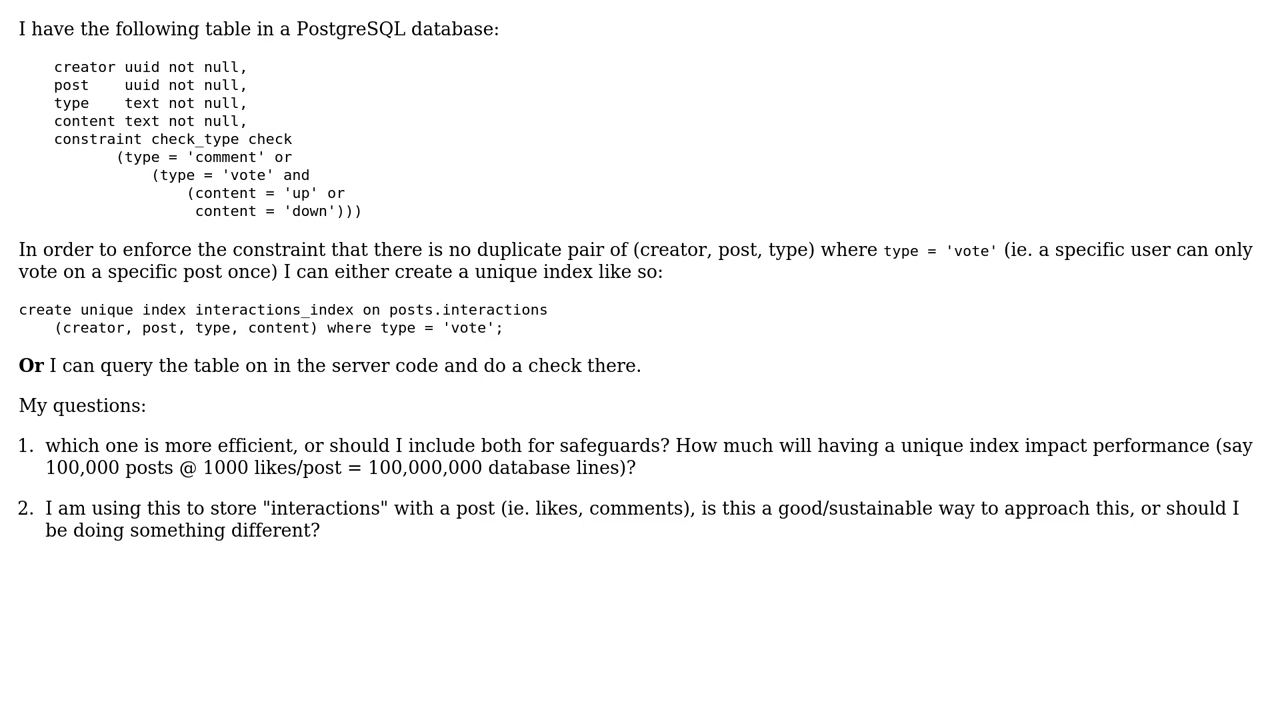 I have the following table in a PostgreSQL database:
creator uuid not null,
post    uuid not null,
type    text not null,
content text not null,
constraint check_type check
       (type = 'comment' or
           (type = 'vote' and
               (content = 'up' or
                content = 'down')))
In order to enforce the constraint that there is no duplicate pair of (creator, post, type) where type = 'vote' (ie. a specific user can only
vote on a specific post once) I can either create a unique index like so:
create unique index interactions_index on posts.interactions
    (creator, post, type, content) where type = 'vote';
Or I can query the table on in the server code and do a check there.
My questions:
1. which one is more efficient, or should I include both for safeguards? How much will having a unique index impact performance (say
100,000 posts @ 1000 likes/post = 100,000,000 database lines)?
2. I am using this to store "interactions" with a post (ie. likes, comments), is this a good/sustainable way to approach this, or should I
be doing something different?